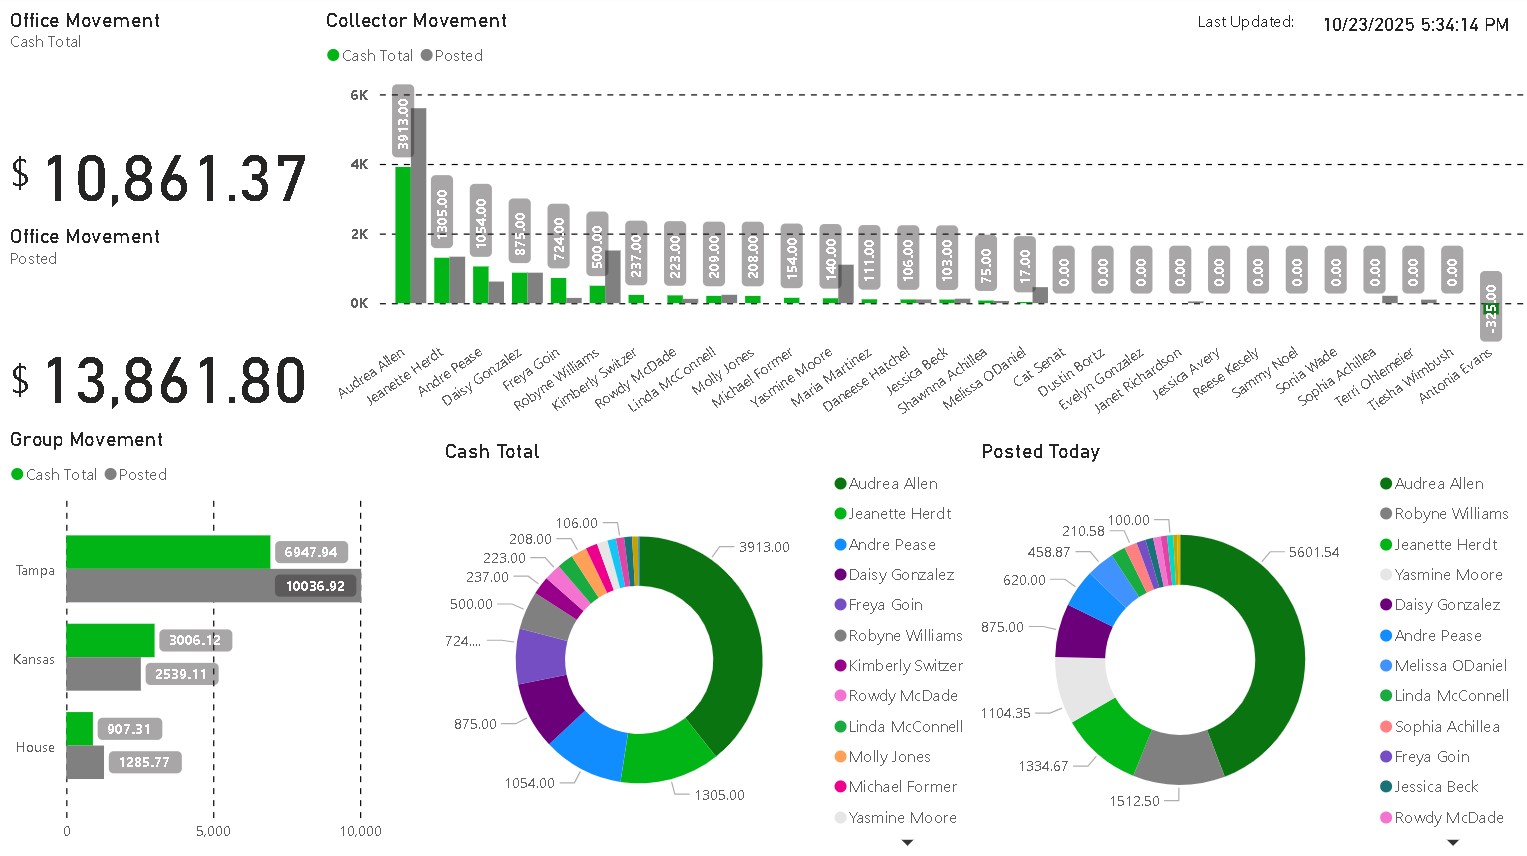 Office Movement
Cash Total
$ 10,861.37
Office Movement
Posted
$ 13,861.80
Collector Movement
Cash Total Posted
Last Updated: 10/23/2025 5:34:14 PM
6K
4K
2K
0K
3913.00
1305.00
1054.00
875.00
724.00
500.00
237.00
223.00
209.00
208.00
154.00
140.00
111.00
106.00
103.00
75.00
17.00
0.00
0.00
0.00
0.00
0.00
0.00
0.00
0.00
0.00
0.00
0.00
-325.00
Audrea Allen
Jeanette Herdt
Andre Pease
Daisy Gonzalez
Freya Goin
Robyne Williams
Kimberly Switzer
Rowdy McDade
Linda McConnell
Molly Jones
Michael Former
Yasmine Moore
Maria Martinez
Daneese Hatchel
Jessica Beck
Shawna Achillea
Melissa ODaniel
Cat Senat
Dustin Bortz
Evelyn Gonzalez
Janet Richardson
Jessica Avery
Reese Kesely
Sammy Noel
Sonia Wade
Sophia Achillea
Terri Ohlemeier
Tiesha Wimbush
Antonia Evans
Group Movement
Cash Total Posted
Tampa
6947.94
10036.92
Kansas
3006.12
2539.11
House
907.31
1285.77
0 5,000 10,000
Cash Total
106.00
208.00
223.00
237.00
500.00
724....
875.00
1054.00
1305.00
3913.00
Audrea Allen
Jeanette Herdt
Andre Pease
Daisy Gonzalez
Freya Goin
Robyne Williams
Kimberly Switzer
Rowdy McDade
Linda McConnell
Molly Jones
Michael Former
Yasmine Moore
Posted Today
100.00
210.58
458.87
620.00
875.00
1104.35
1334.67
1512.50
5601.54
Audrea Allen
Robyne Williams
Jeanette Herdt
Yasmine Moore
Daisy Gonzalez
Andre Pease
Melissa ODaniel
Linda McConnell
Sophia Achillea
Freya Goin
Jessica Beck
Rowdy McDade